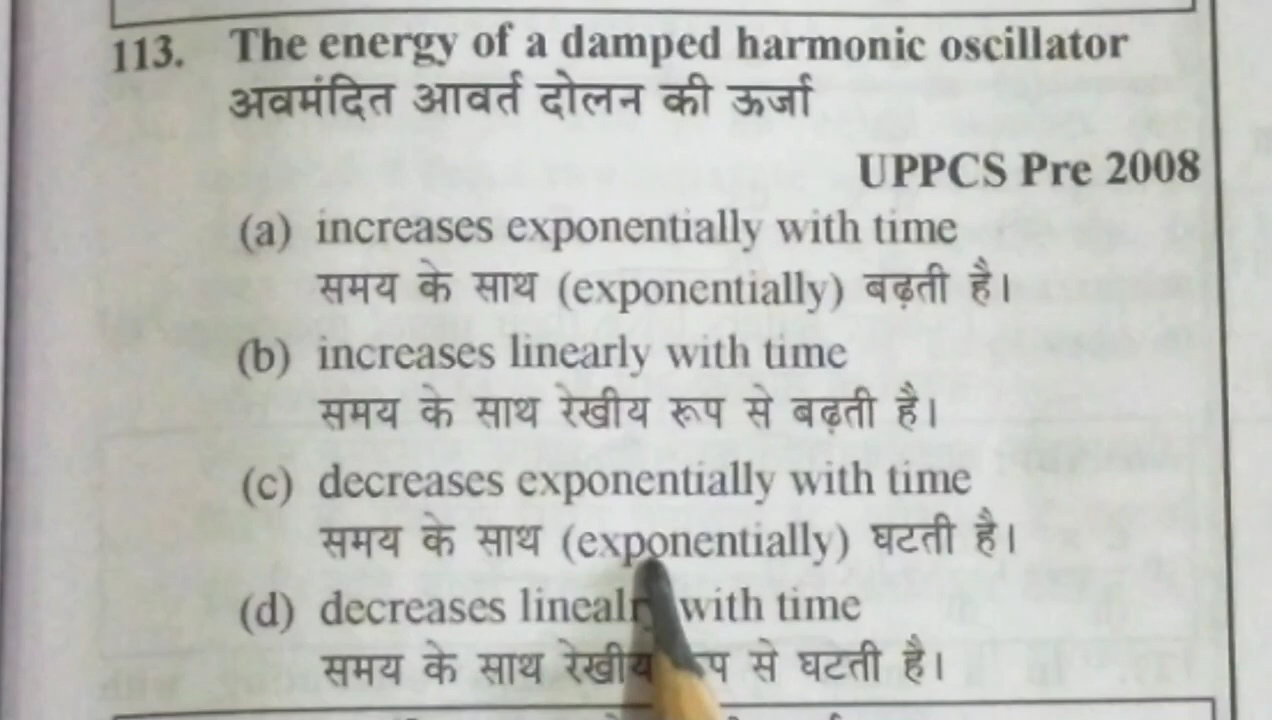 113. The energy of a damped harmonic oscillator
अवमंदित आवर्त दोलन की ऊर्जा
UPPCS Pre 2008
(a) increases exponentially with time
समय के साथ (exponentially) बढ़ती है।
(b) increases linearly with time
समय के साथ रेखीय रूप से बढ़ती है।
(c) decreases exponentially with time
समय के साथ (exponentially) घटती है।
(d) decreases with time
समय के साथ रेखीय से घटती है।